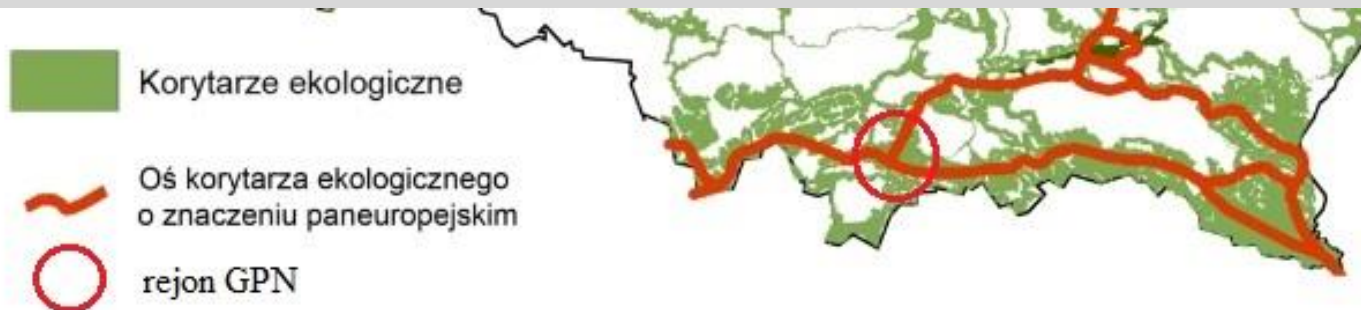 Korytarze ekologiczne
Oś korytarza ekologicznego
o znaczeniu paneuropejskim
rejon GPN